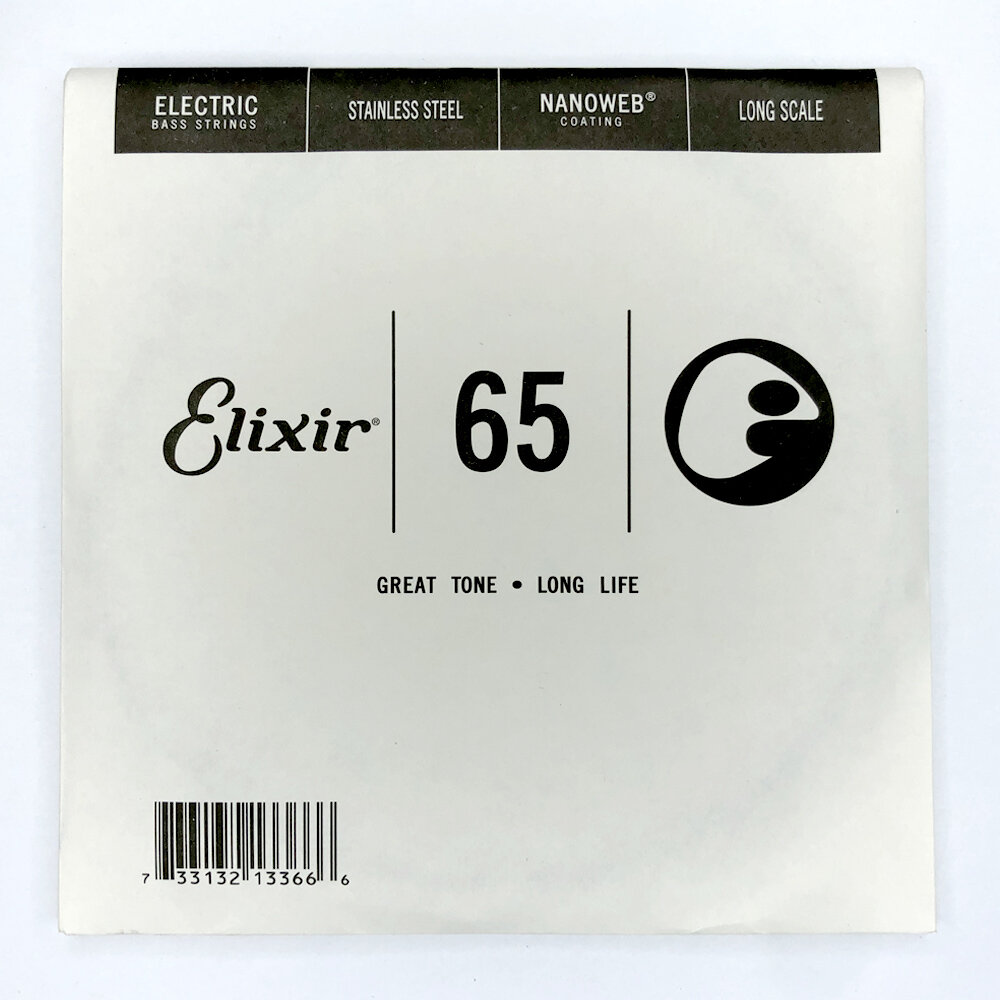 ELECTRIC
BASS STRINGS
STAINLESS STEEL
NANOWEB®
COATING
LONG SCALE
Elixir®
65
GREAT TONE • LONG LIFE
7 33132 13366 6